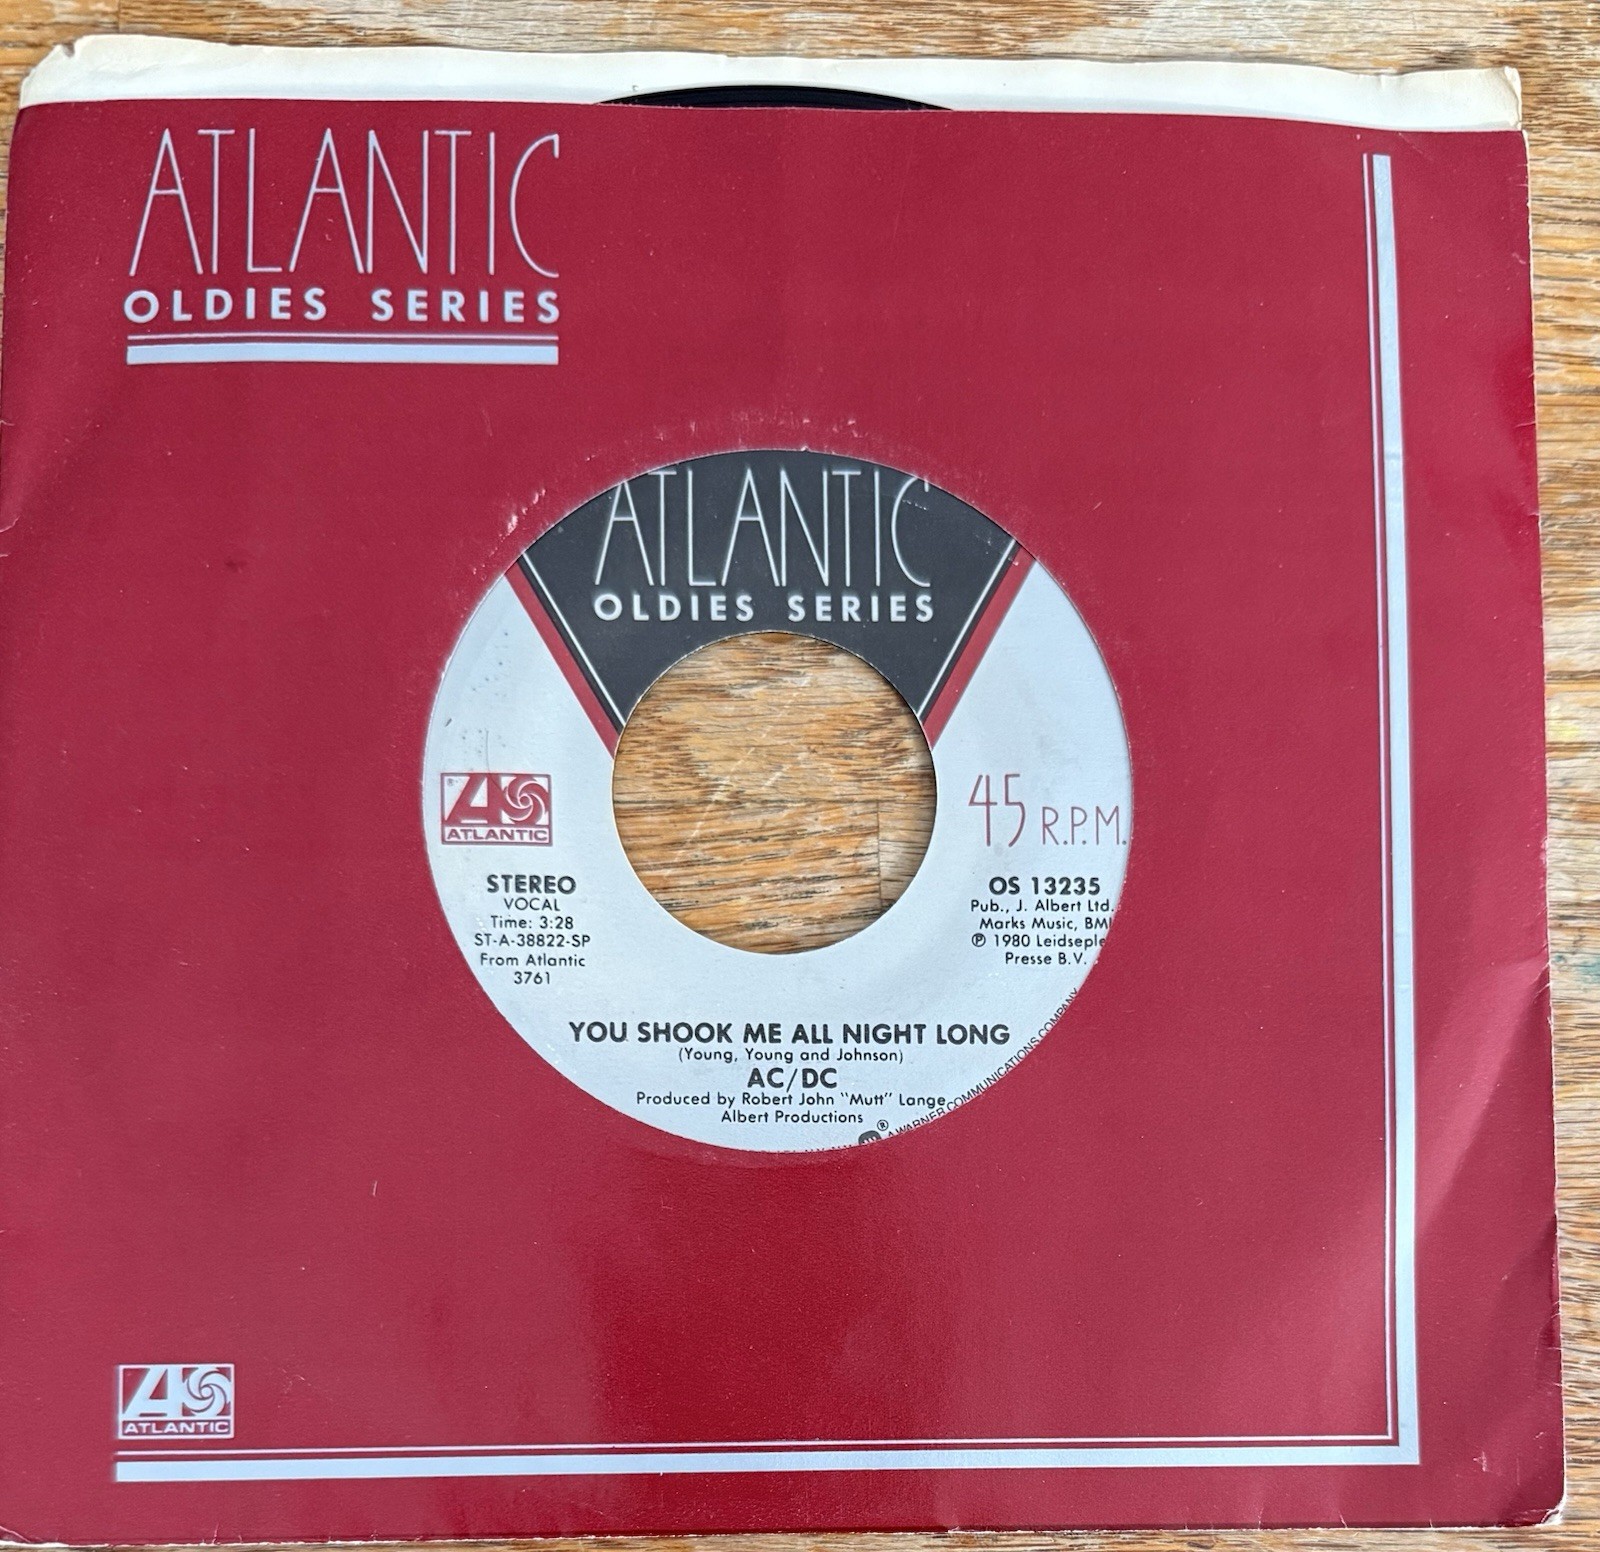 ATLANTIC
OLDIES SERIES
ATLANTIC
OLDIES SERIES
ATLANTIC
45 R.P.M.
STEREO
VOCAL
Time: 3:28
ST-A-38822-SP
From Atlantic
3761
OS 13235
Pub., J. Albert Ltd.
Marks Music, BMI
℗ 1980 Leidseple
Presse B.V.
YOU SHOOK ME ALL NIGHT LONG
(Young, Young and Johnson)
AC/DC
Produced by Robert John "Mutt" Lange
Albert Productions
® A WARNER COMMUNICATIONS COMPANY
ATLANTIC